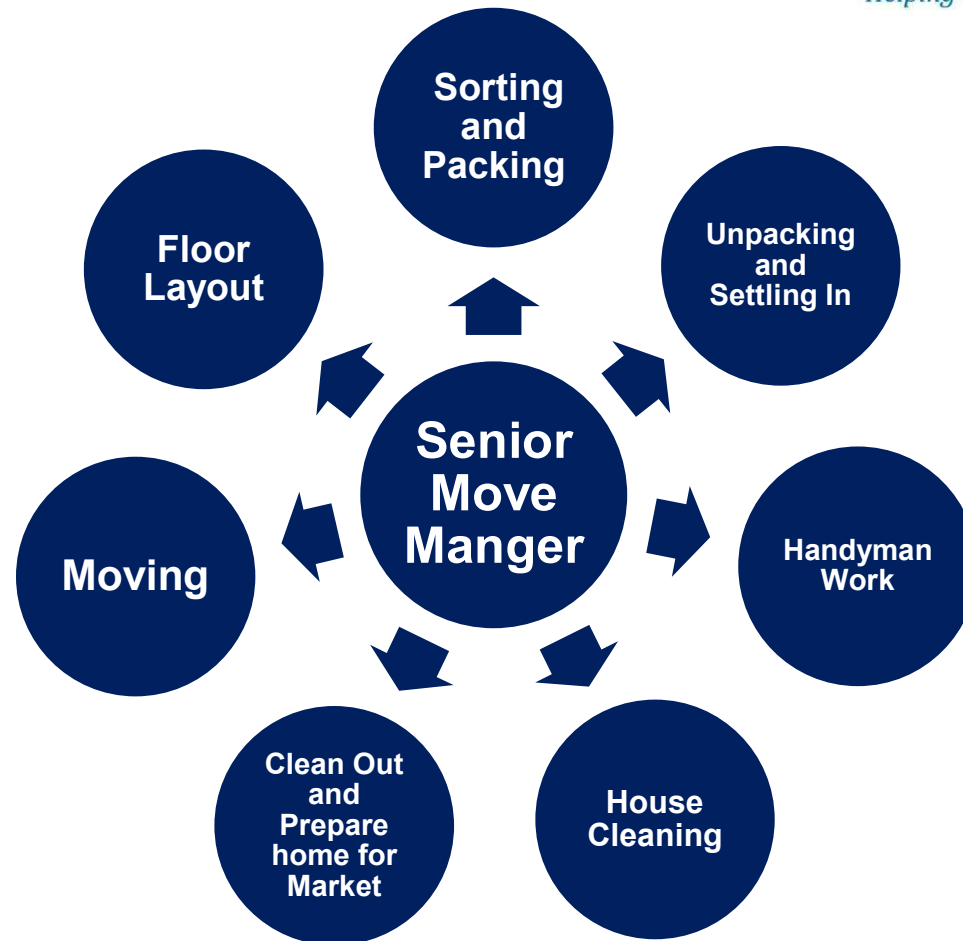 Helping
Sorting
and
Packing
Unpacking
and
Settling In
Floor
Layout
Senior
Move
Manger
Handyman
Work
Moving
Clean Out
and
Prepare
home for
Market
House
Cleaning